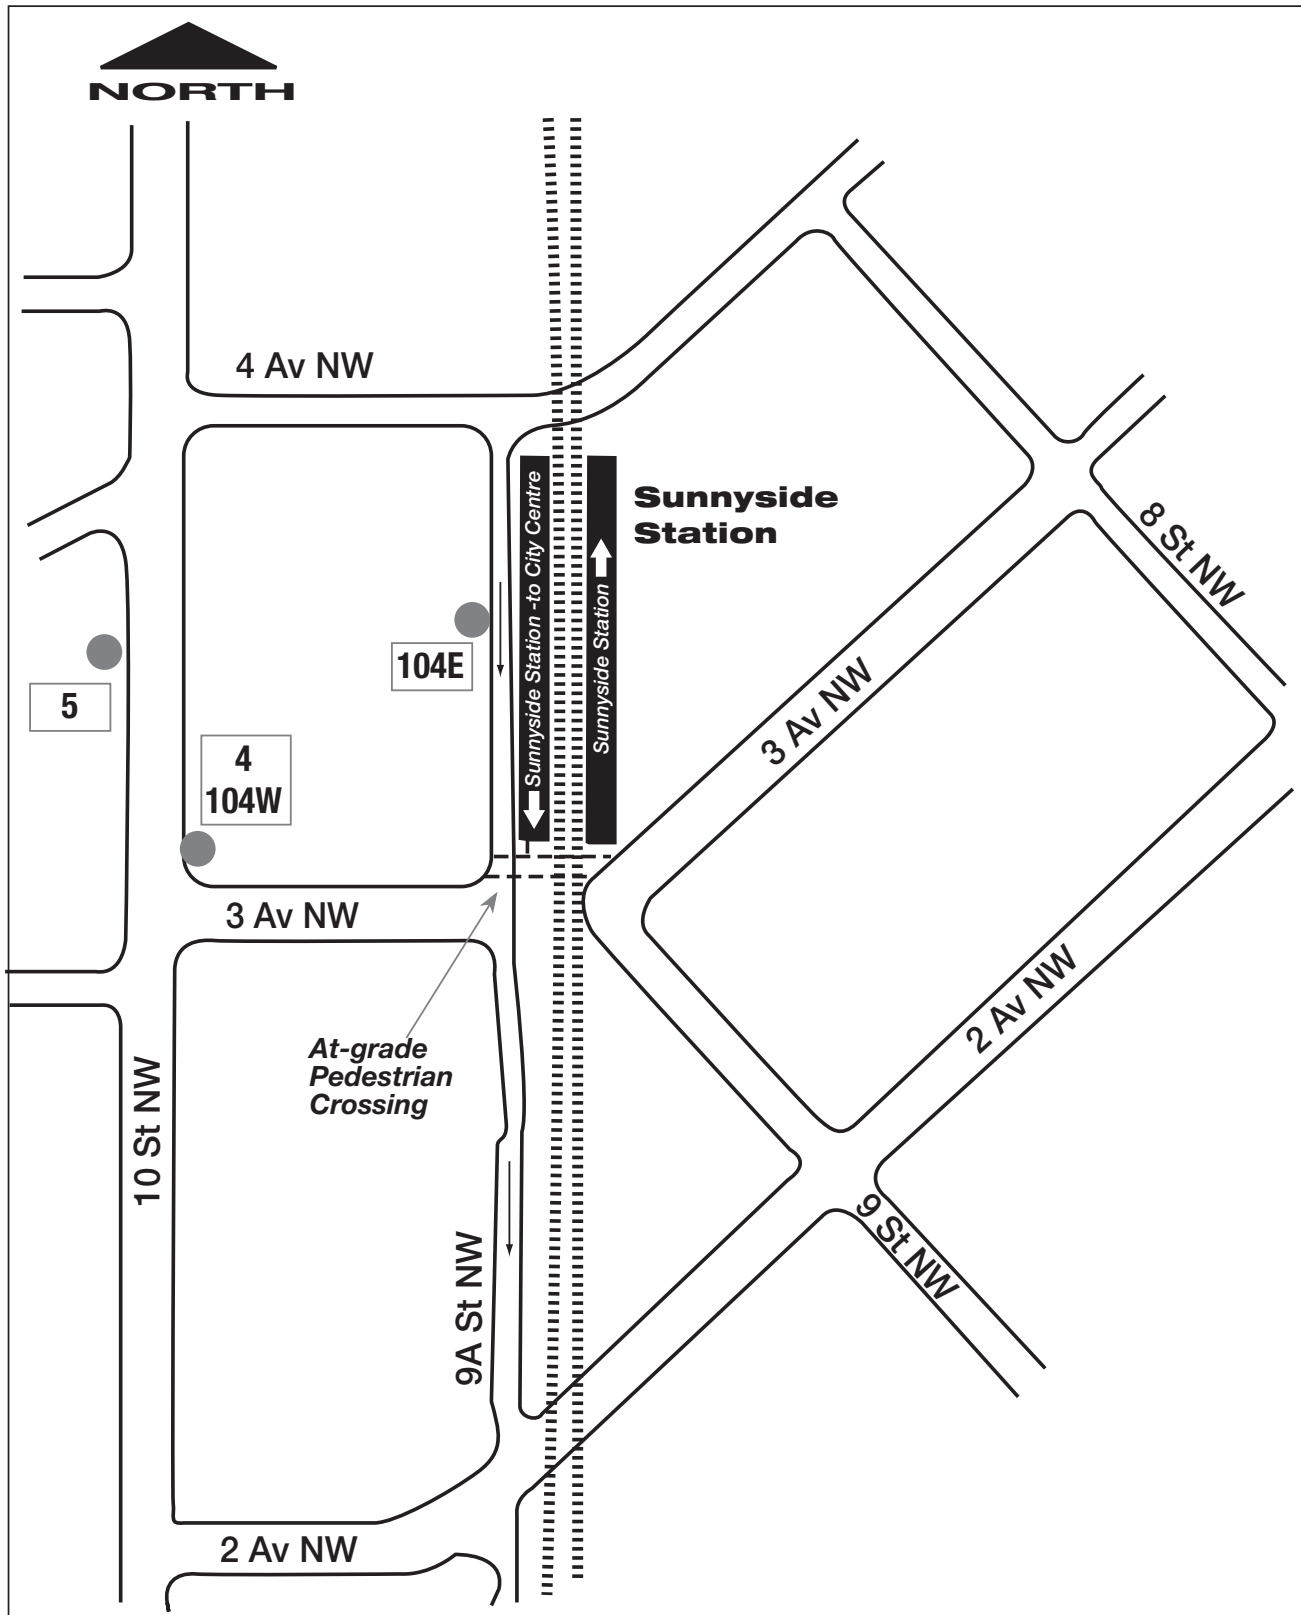 NORTH
4 Av NW
Sunnyside
Station
Sunnyside Station -to City Centre
Sunnyside Station
8 St NW
104E
5
4
104W
3 Av NW
3 Av NW
2 Av NW
At-grade
Pedestrian
Crossing
10 St NW
9 St NW
9A St NW
2 Av NW